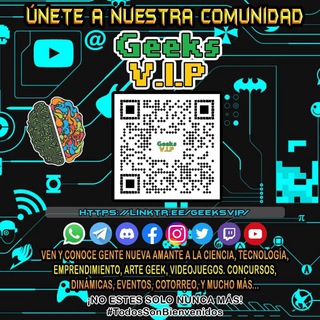 ÚNETE A NUESTRA COMUNIDAD
Geeks
V.I.P
Geeks
V.I.P
HTTPS://LINKTR.EE/GEEKSVIP/
VEN Y CONOCE GENTE NUEVA AMANTE A LA CIENCIA, TECNOLOGÍA,
EMPRENDIMIENTO, ARTE GEEK, VIDEOJUEGOS. CONCURSOS,
DINÁMICAS, EVENTOS, COTORREO, Y MUCHO MÁS...
¡NO ESTES SOLO NUNCA MÁS!
#TodosSonBienvenidos